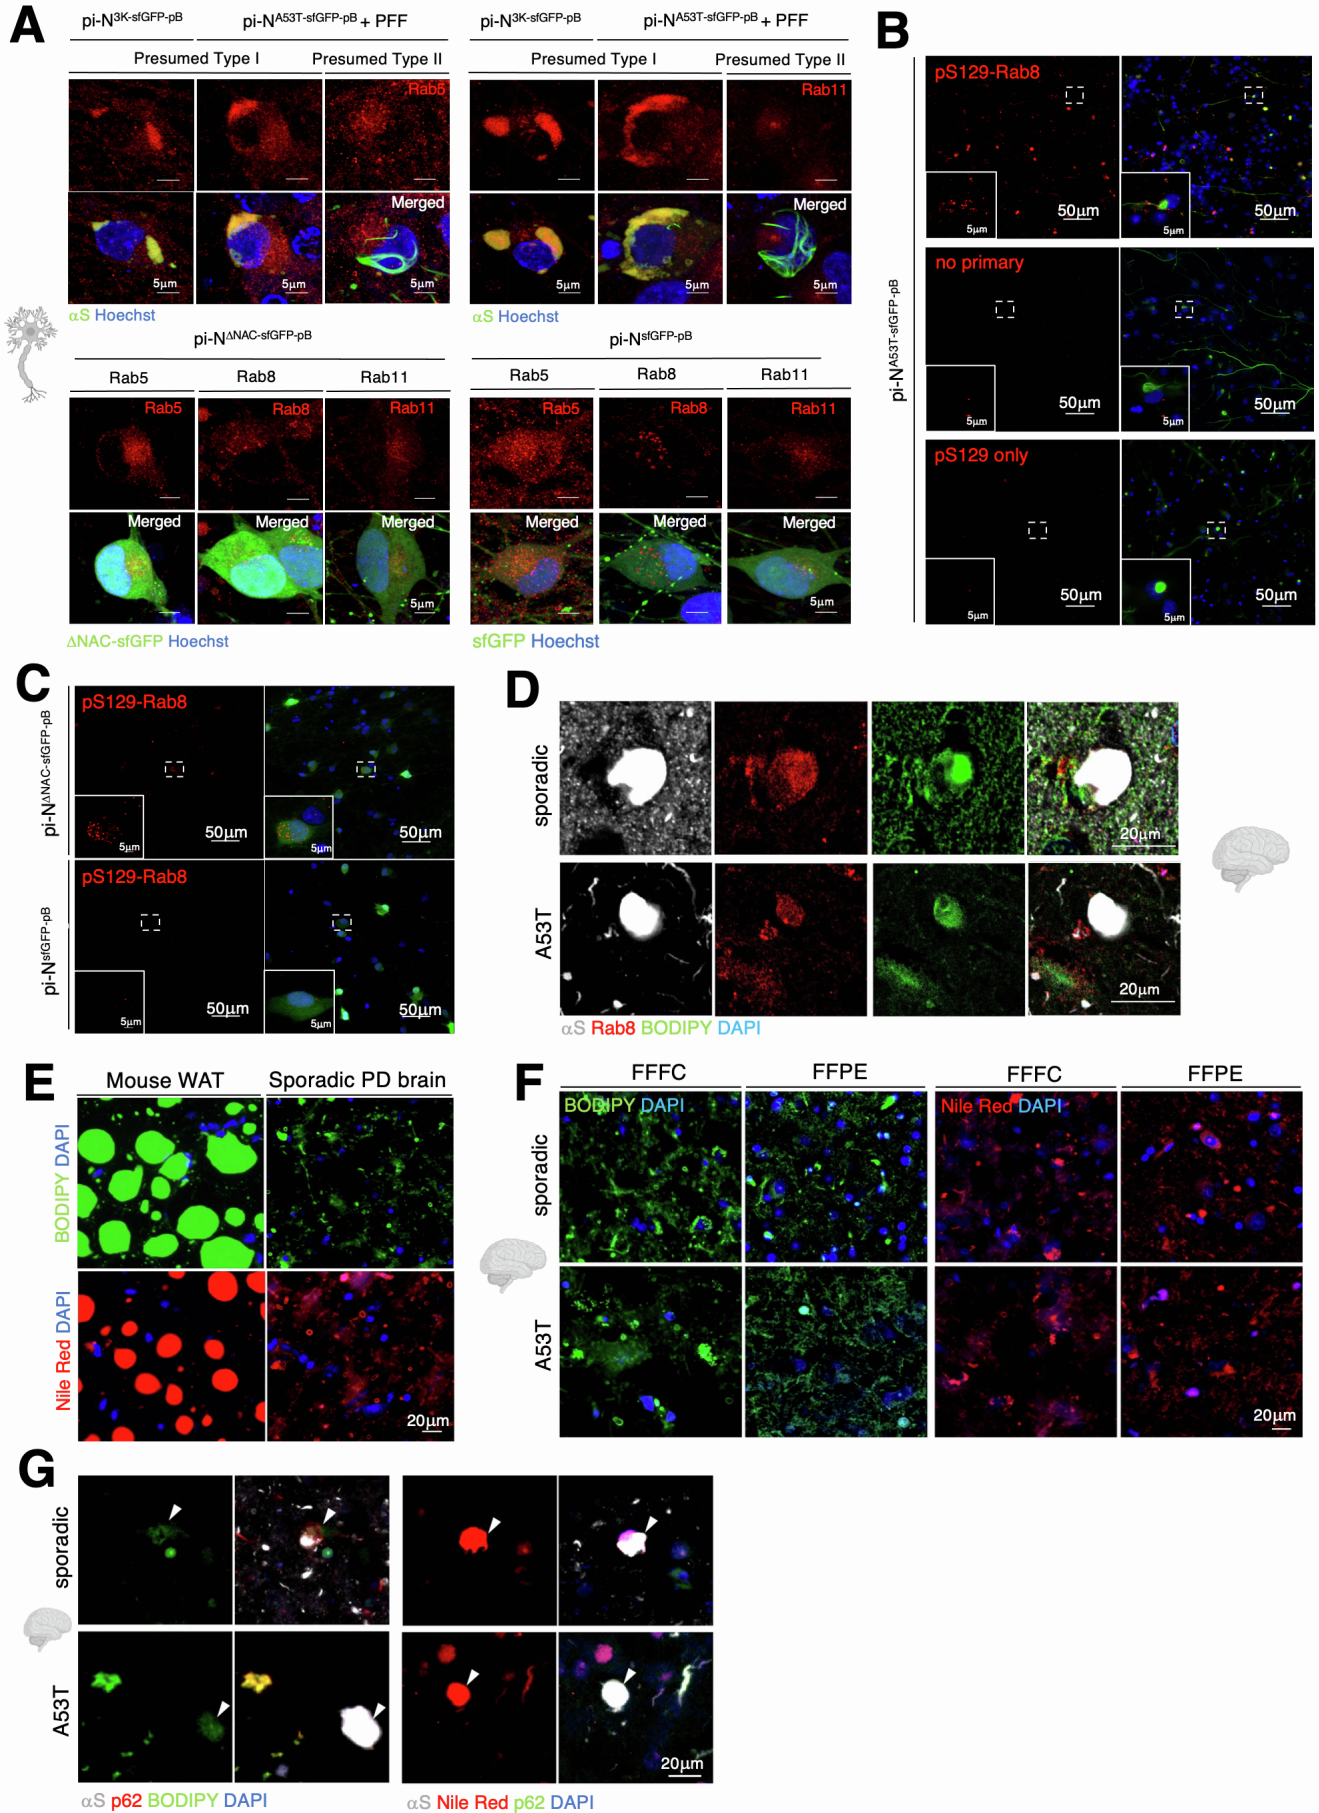 A
pi-N3K-sfGFP-pB
pi-NA53T-sfGFP-pB + PFF
pi-N3K-sfGFP-pB
pi-NA53T-sfGFP-pB + PFF
Presumed Type I
Presumed Type II
Presumed Type I
Presumed Type II
Rab5
Rab11
Merged
Merged
5μm
5μm
5μm
5μm
5μm
5μm
αS Hoechst
αS Hoechst
pi-NΔNAC-sfGFP-pB
pi-NsfGFP-pB
Rab5
Rab8
Rab11
Rab5
Rab8
Rab11
Rab5
Rab8
Rab11
Rab5
Rab8
Rab11
Merged
Merged
Merged
Merged
Merged
Merged
5μm
5μm
ΔNAC-sfGFP Hoechst
sfGFP Hoechst
B
pi-NA53T-sfGFP-pB
pS129-Rab8
50μm
50μm
5μm
5μm
no primary
50μm
50μm
5μm
5μm
pS129 only
50μm
50μm
5μm
5μm
C
pi-NΔNAC-sfGFP-pB
pS129-Rab8
50μm
50μm
5μm
5μm
pi-NsfGFP-pB
pS129-Rab8
50μm
50μm
5μm
5μm
D
sporadic
20μm
A53T
20μm
αS Rab8 BODIPY DAPI
E
Mouse WAT
Sporadic PD brain
BODIPY DAPI
Nile Red DAPI
20μm
F
FFFC
FFPE
FFFC
FFPE
BODIPY DAPI
Nile Red DAPI
sporadic
A53T
20μm
G
sporadic
A53T
20μm
αS p62 BODIPY DAPI
αS Nile Red p62 DAPI